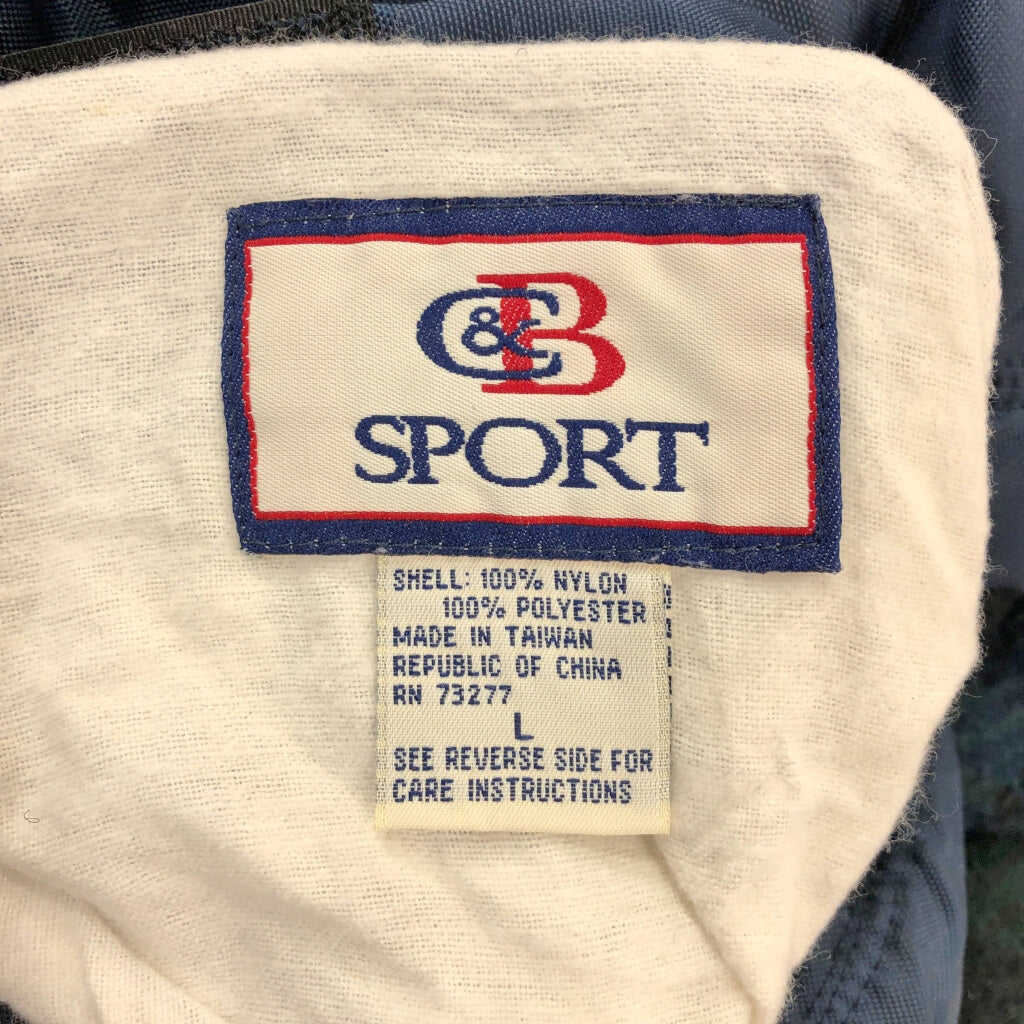 C&B
SPORT
SHELL: 100% NYLON
100% POLYESTER
MADE IN TAIWAN
REPUBLIC OF CHINA
RN 73277
L
SEE REVERSE SIDE FOR
CARE INSTRUCTIONS